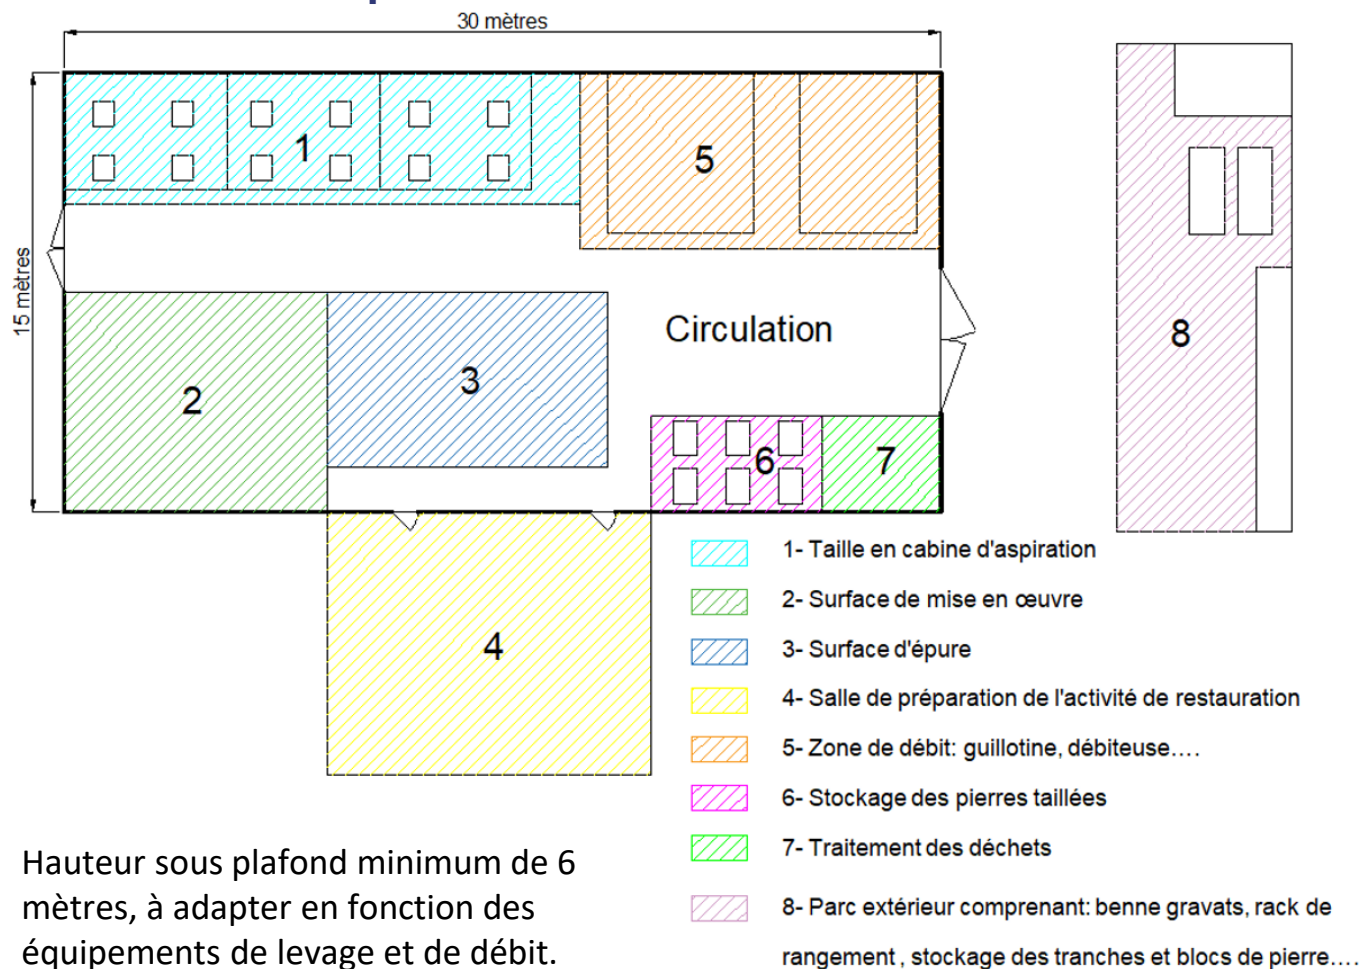 30 mètres
15 mètres
1
5
8
Circulation
3
2
6
7
4
1- Taille en cabine d'aspiration
2- Surface de mise en œuvre
3- Surface d'épure
4- Salle de préparation de l'activité de restauration
5- Zone de débit: guillotine, débiteuse....
6- Stockage des pierres taillées
7- Traitement des déchets
8- Parc extérieur comprenant: benne gravats, rack de
rangement , stockage des tranches et blocs de pierre....
Hauteur sous plafond minimum de 6
mètres, à adapter en fonction des
équipements de levage et de débit.